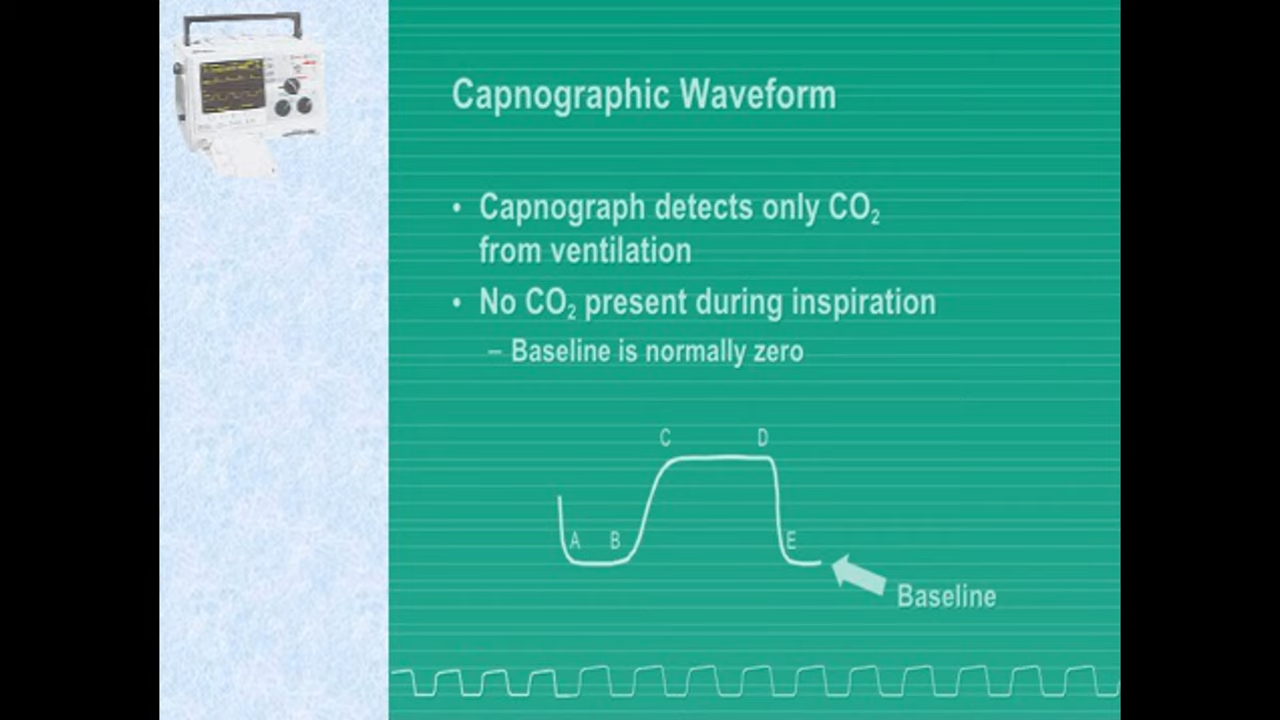 Capnographic Waveform
• Capnograph detects only CO₂
from ventilation
• No CO₂ present during inspiration
– Baseline is normally zero
C D
A B E
Baseline